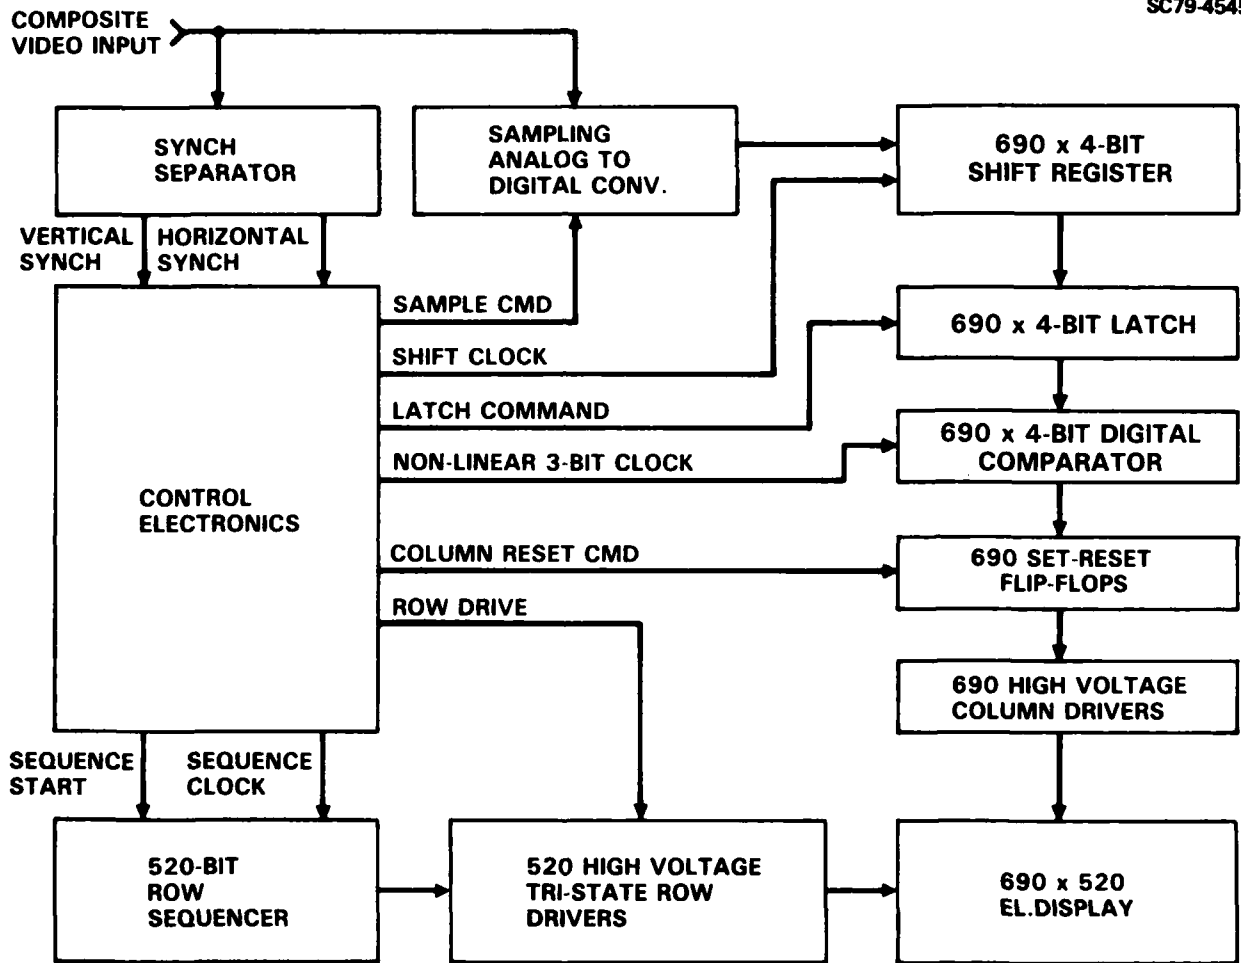 SC79-4545
COMPOSITE
VIDEO INPUT
SYNCH
SEPARATOR
SAMPLING
ANALOG TO
DIGITAL CONV.
690 x 4-BIT
SHIFT REGISTER
VERTICAL
SYNCH
HORIZONTAL
SYNCH
SAMPLE CMD
690 x 4-BIT LATCH
SHIFT CLOCK
LATCH COMMAND
690 x 4-BIT DIGITAL
COMPARATOR
NON-LINEAR 3-BIT CLOCK
CONTROL
ELECTRONICS
COLUMN RESET CMD
690 SET-RESET
FLIP-FLOPS
ROW DRIVE
690 HIGH VOLTAGE
COLUMN DRIVERS
SEQUENCE
START
SEQUENCE
CLOCK
520-BIT
ROW
SEQUENCER
520 HIGH VOLTAGE
TRI-STATE ROW
DRIVERS
690 x 520
EL.DISPLAY